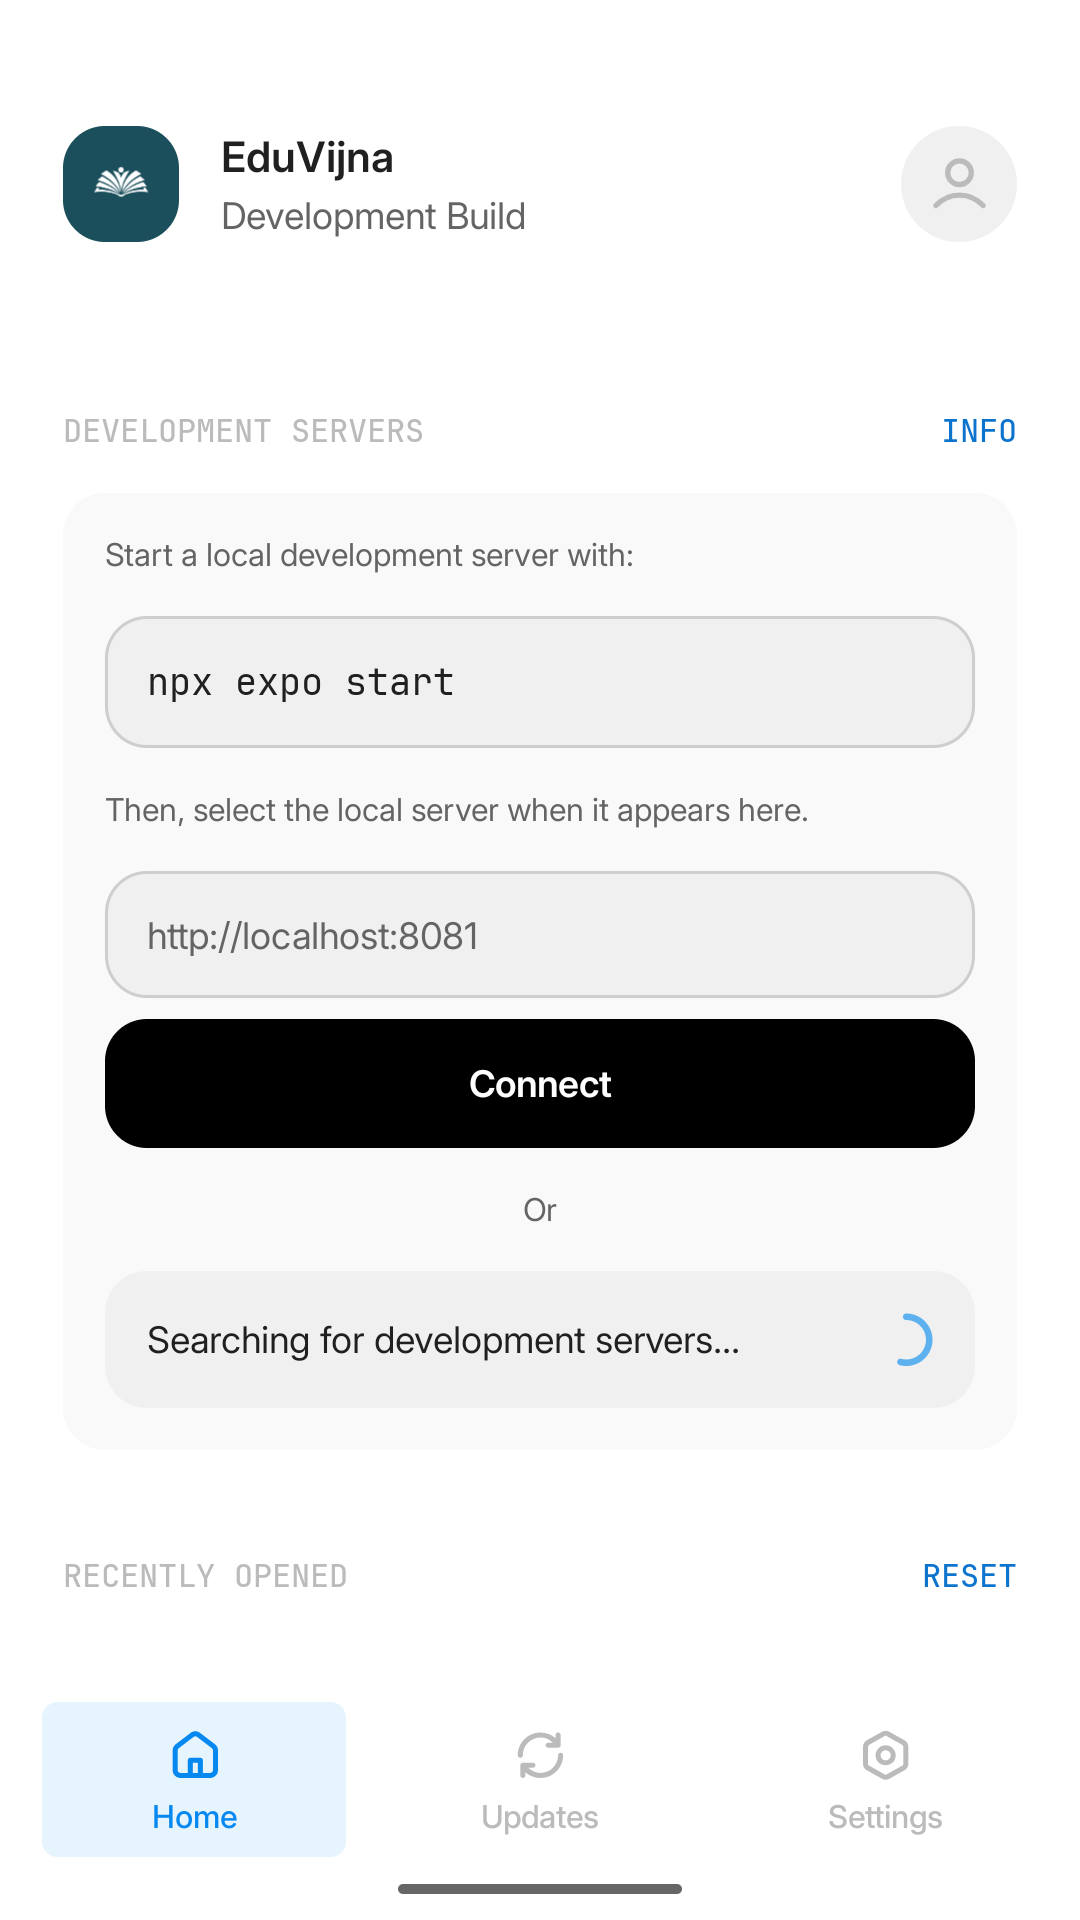 EduVijna
Development Build
DEVELOPMENT SERVERS
INFO
Start a local development server with:
npx expo start
Then, select the local server when it appears here.
http://localhost:8081
Connect
Or
Searching for development servers...
RECENTLY OPENED
RESET
Home
Updates
Settings